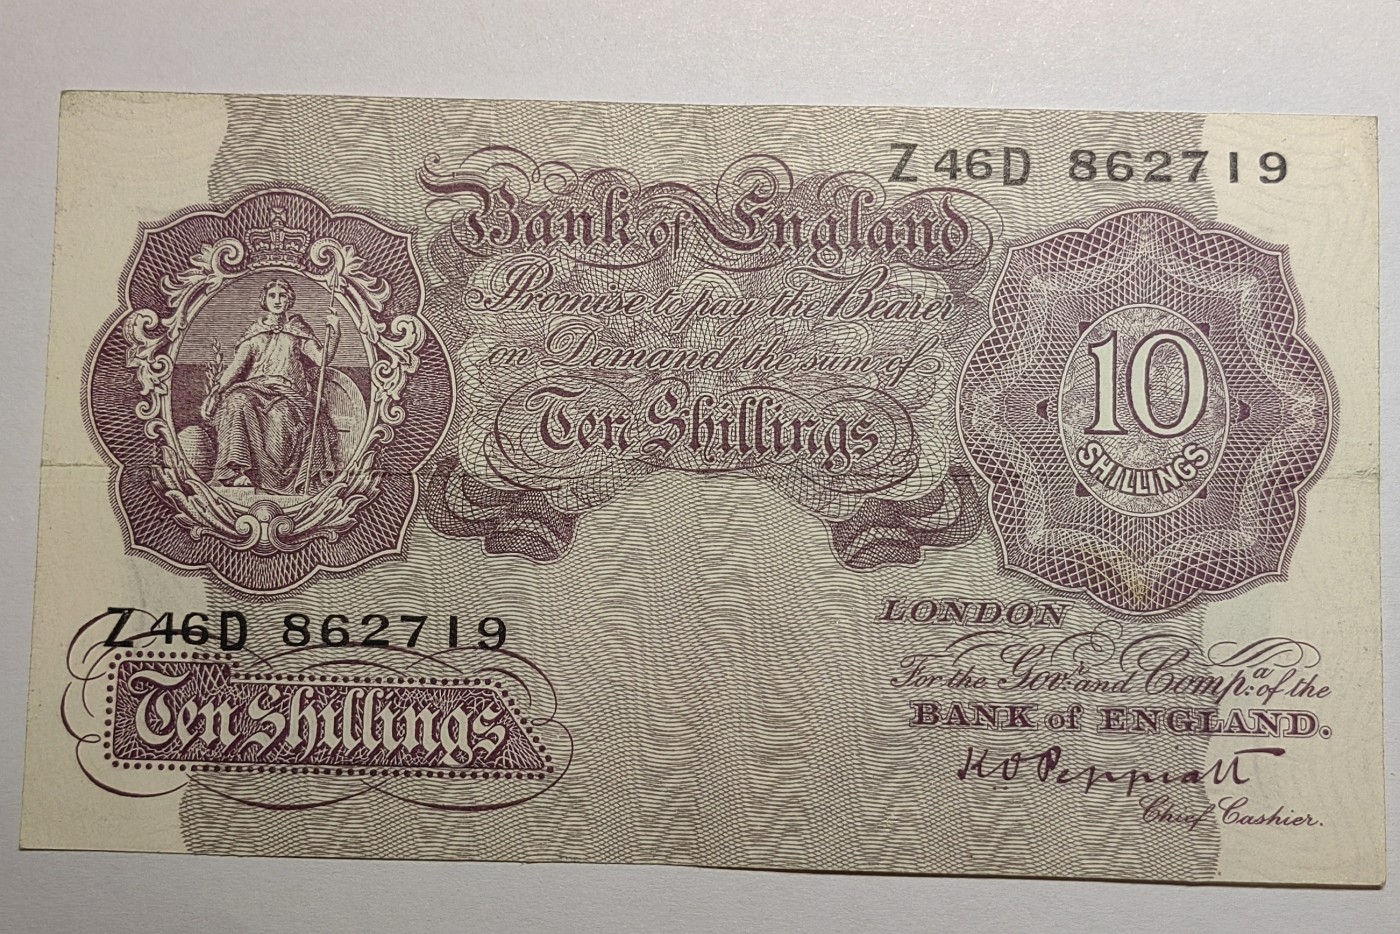 Z46D 862719
Bank of England
Promise to pay the Bearer
on Demand the sum of
Ten Shillings
10
SHILLINGS
Z46D 862719
Ten Shillings
LONDON
For the Govr. and Compa. of the
BANK of ENGLAND.
K O Peppiatt
Chief Cashier.